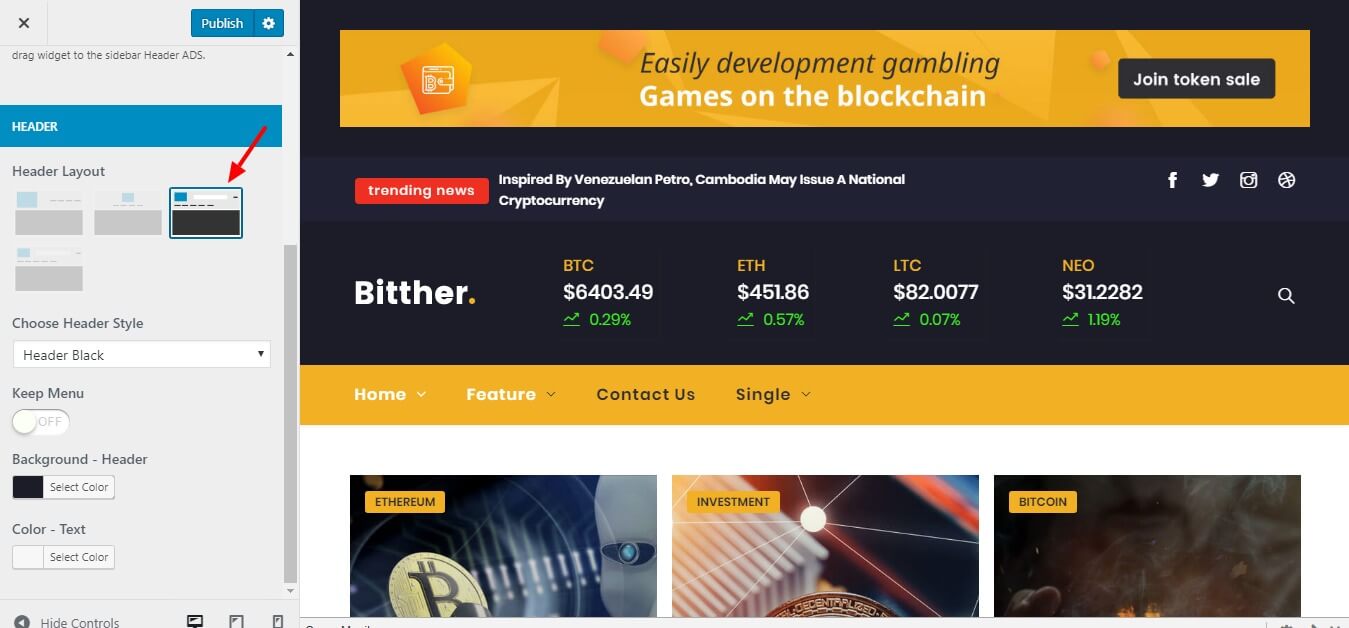 Publish
drag widget to the sidebar Header ADS.
HEADER
Header Layout
Choose Header Style
Header Black
Keep Menu
OFF
Background - Header
Select Color
Color - Text
Select Color
Hide Controls
Easily development gambling
Games on the blockchain
Join token sale
trending news
Inspired By Venezuelan Petro, Cambodia May Issue A National
Cryptocurrency
Bitther.
BTC
$6403.49
0.29%
ETH
$451.86
0.57%
LTC
$82.0077
0.07%
NEO
$31.2282
1.19%
Home
Feature
Contact Us
Single
ETHEREUM
INVESTMENT
BITCOIN